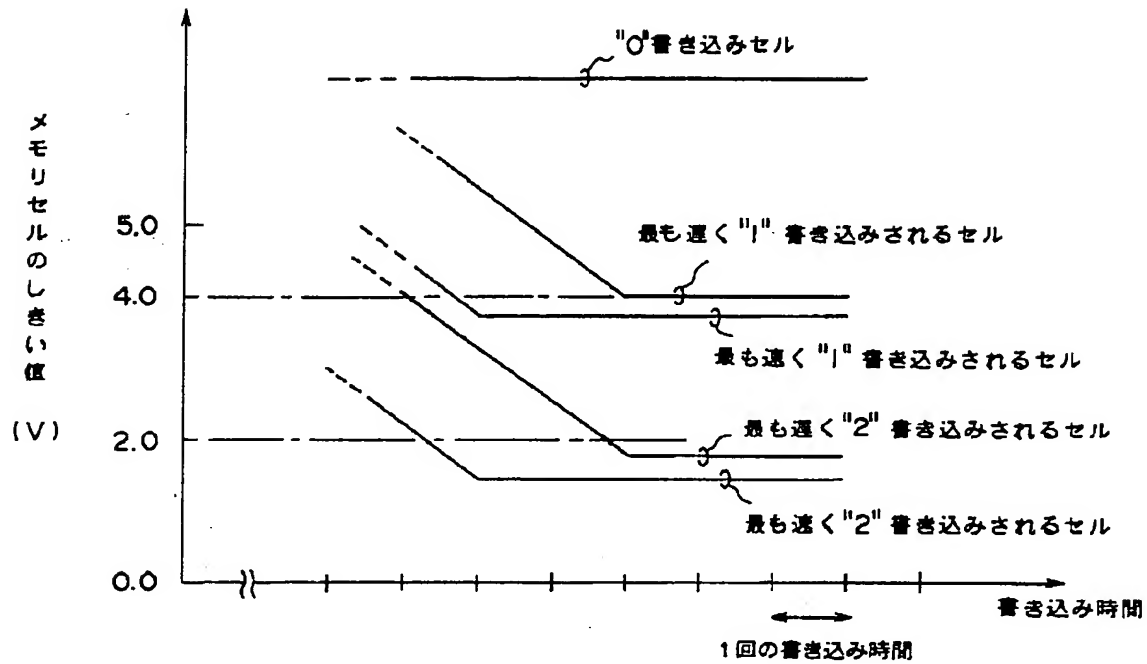 "0"書き込みセル
メモリセルのしきい値
(V)
5.0
4.0
2.0
0.0
最も遅く"1"書き込みされるセル
最も速く"1"書き込みされるセル
最も遅く"2"書き込みされるセル
最も速く"2"書き込みされるセル
書き込み時間
1回の書き込み時間